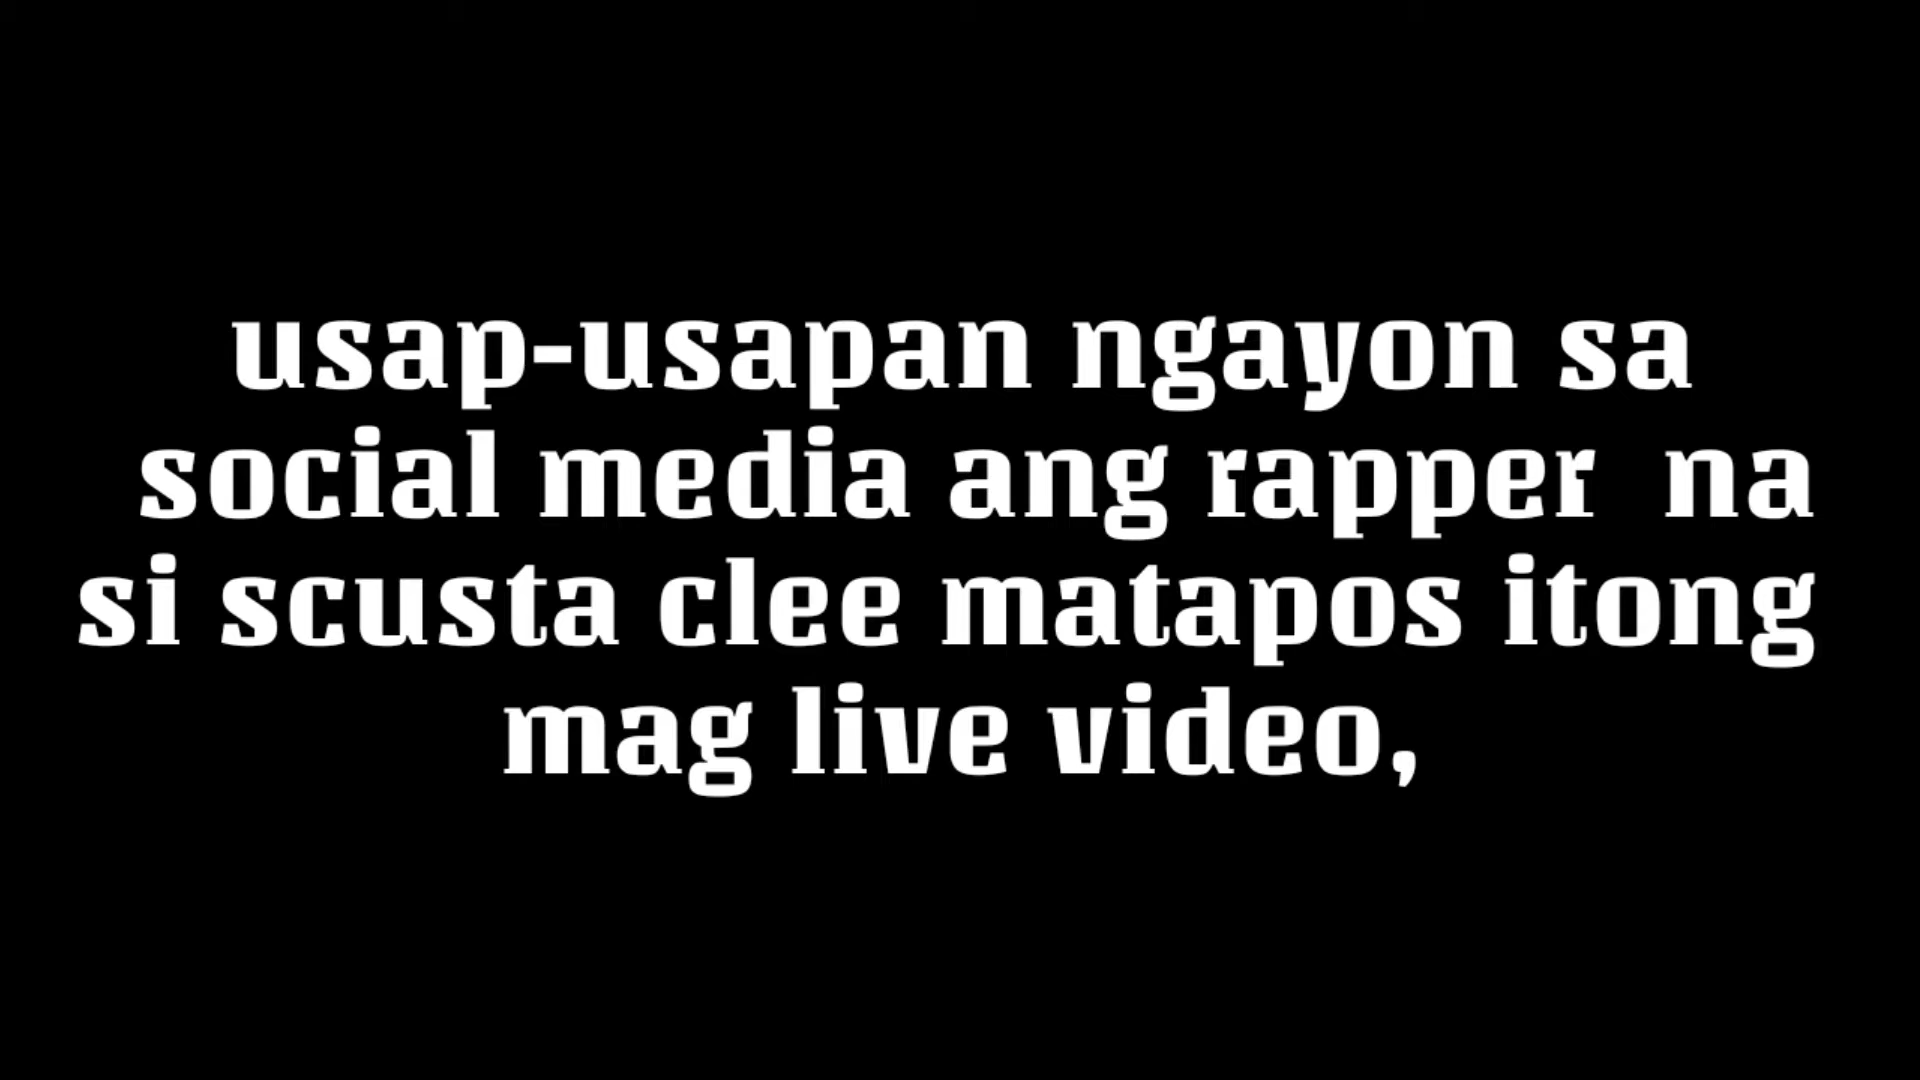 usap-usapan ngayon sa
social media ang rapper na
si scusta clee matapos itong
mag live video,